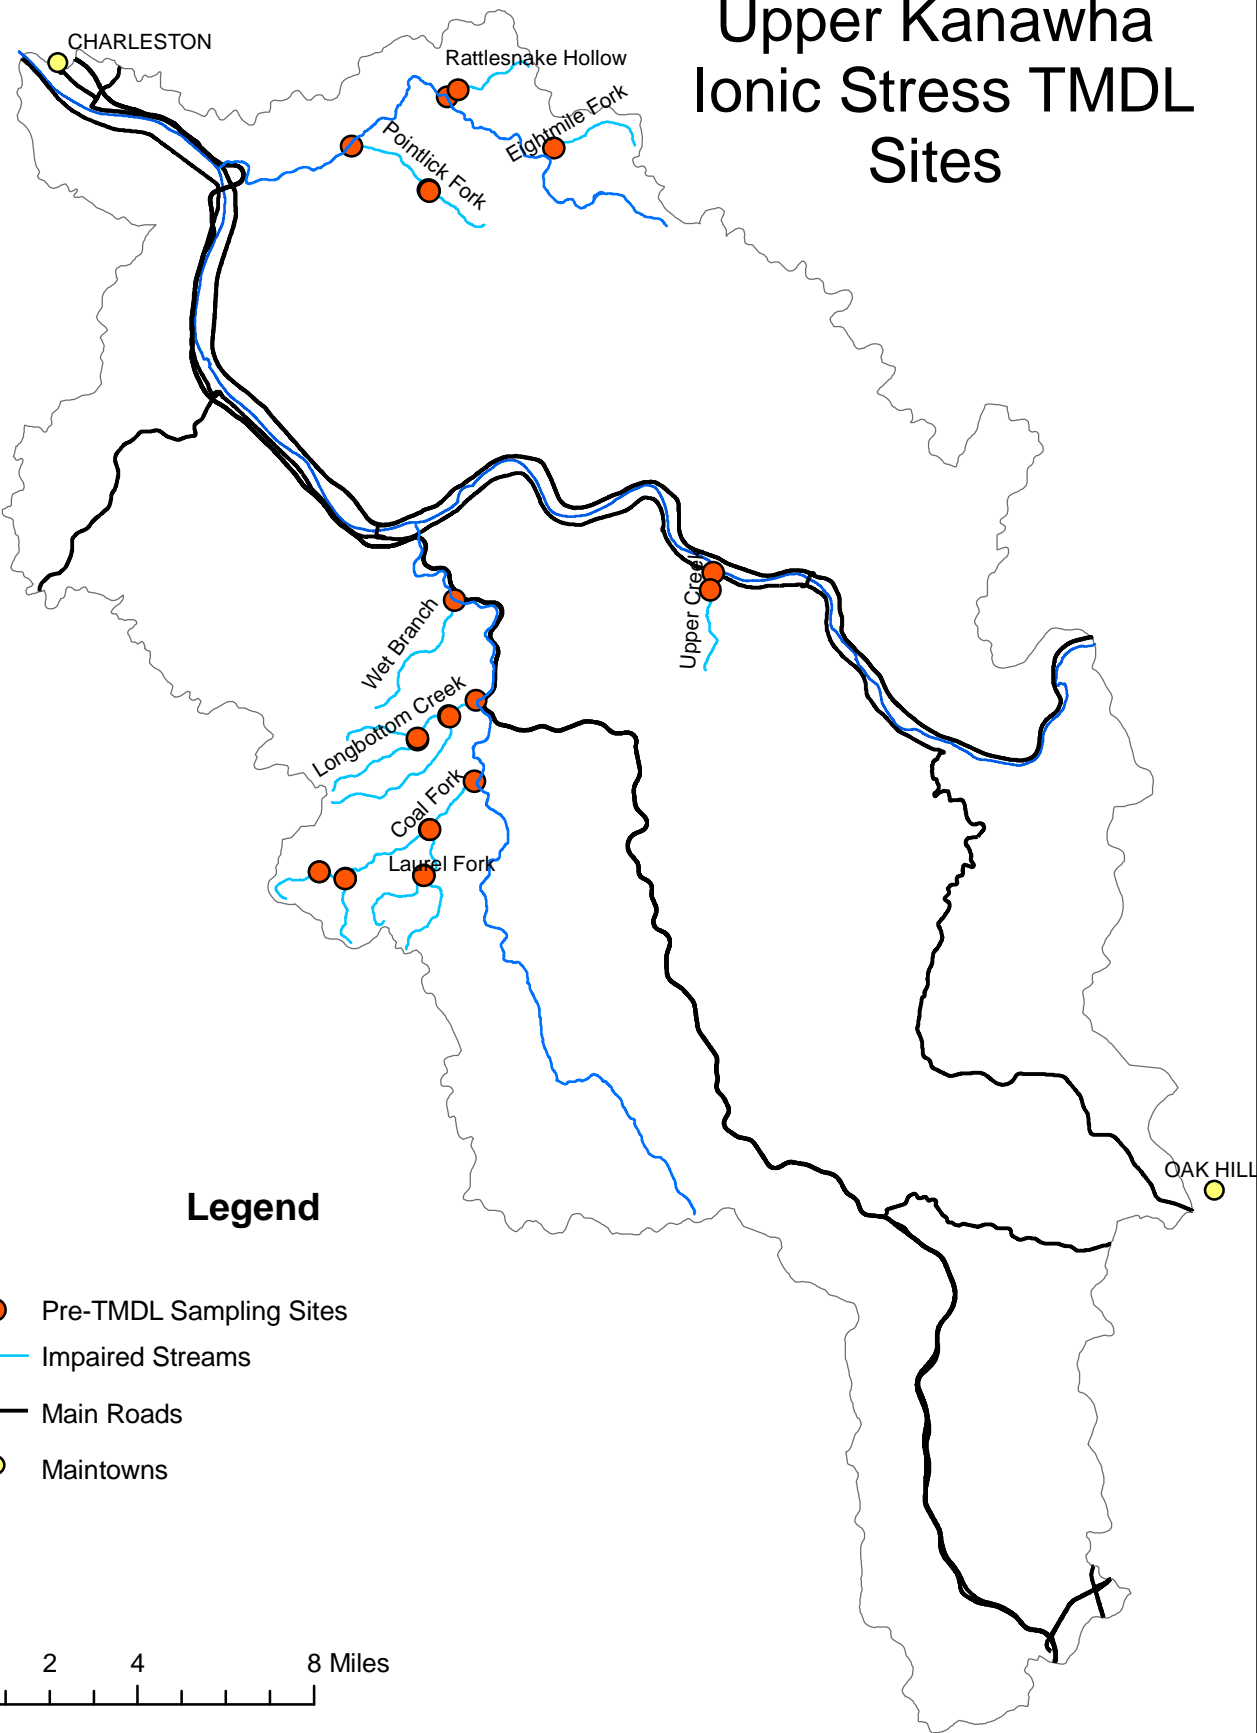 Upper Kanawha
Ionic Stress TMDL
Sites
CHARLESTON
Rattlesnake Hollow
Eightmile Fork
Pointlick Fork
Upper Creek
Wet Branch
Longbottom Creek
Coal Fork
Laurel Fork
OAK HILL
Legend
Pre-TMDL Sampling Sites
Impaired Streams
Main Roads
Maintowns
2 4 8 Miles